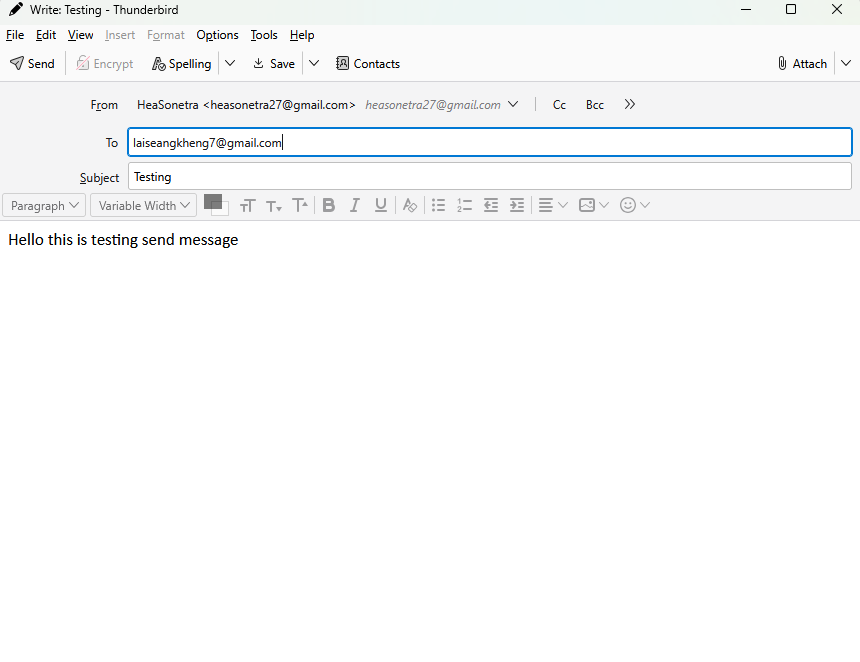 Write: Testing - Thunderbird
File Edit View Insert Format Options Tools Help
Send Encrypt Spelling Save Contacts Attach
From HeaSonetra <heasonetra27@gmail.com> heasonetra27@gmail.com Cc Bcc
To laiseangkheng7@gmail.com
Subject Testing
Paragraph Variable Width
Hello this is testing send message